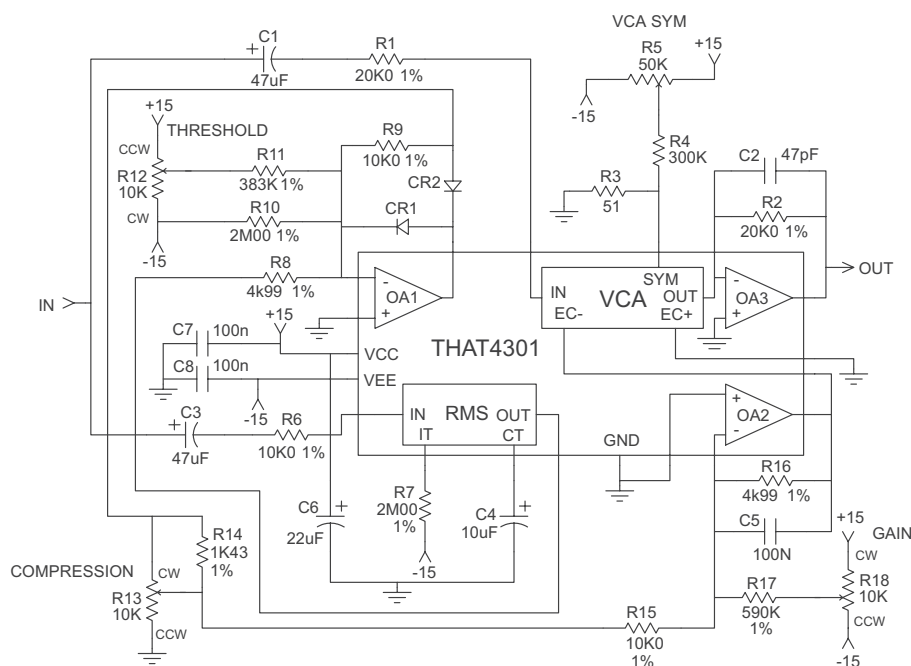 VCA SYM
C1
+
47uF
R1
20K0 1%
R5
50K
+15
-15
+15
THRESHOLD
CCW
R12
10K
CW
-15
R11
383K 1%
R10
2M00 1%
R9
10K0 1%
CR2
CR1
R4
300K
R3
51
C2
47pF
R2
20K0 1%
OUT
IN
R8
4k99 1%
-
+
OA1
IN
SYM
VCA
OUT
EC-
EC+
-
+
OA3
C7
100n
+15
C8
100n
-15
VCC
VEE
THAT4301
C3
+
47uF
R6
10K0 1%
IN
RMS
OUT
IT
CT
GND
+
-
OA2
R16
4k99 1%
C5
100N
C6
+
22uF
R7
2M00
1%
-15
C4
+
10uF
R14
1K43
1%
COMPRESSION
CW
R13
10K
CCW
R15
10K0
1%
R17
590K
1%
+15
GAIN
CW
R18
10K
CCW
-15